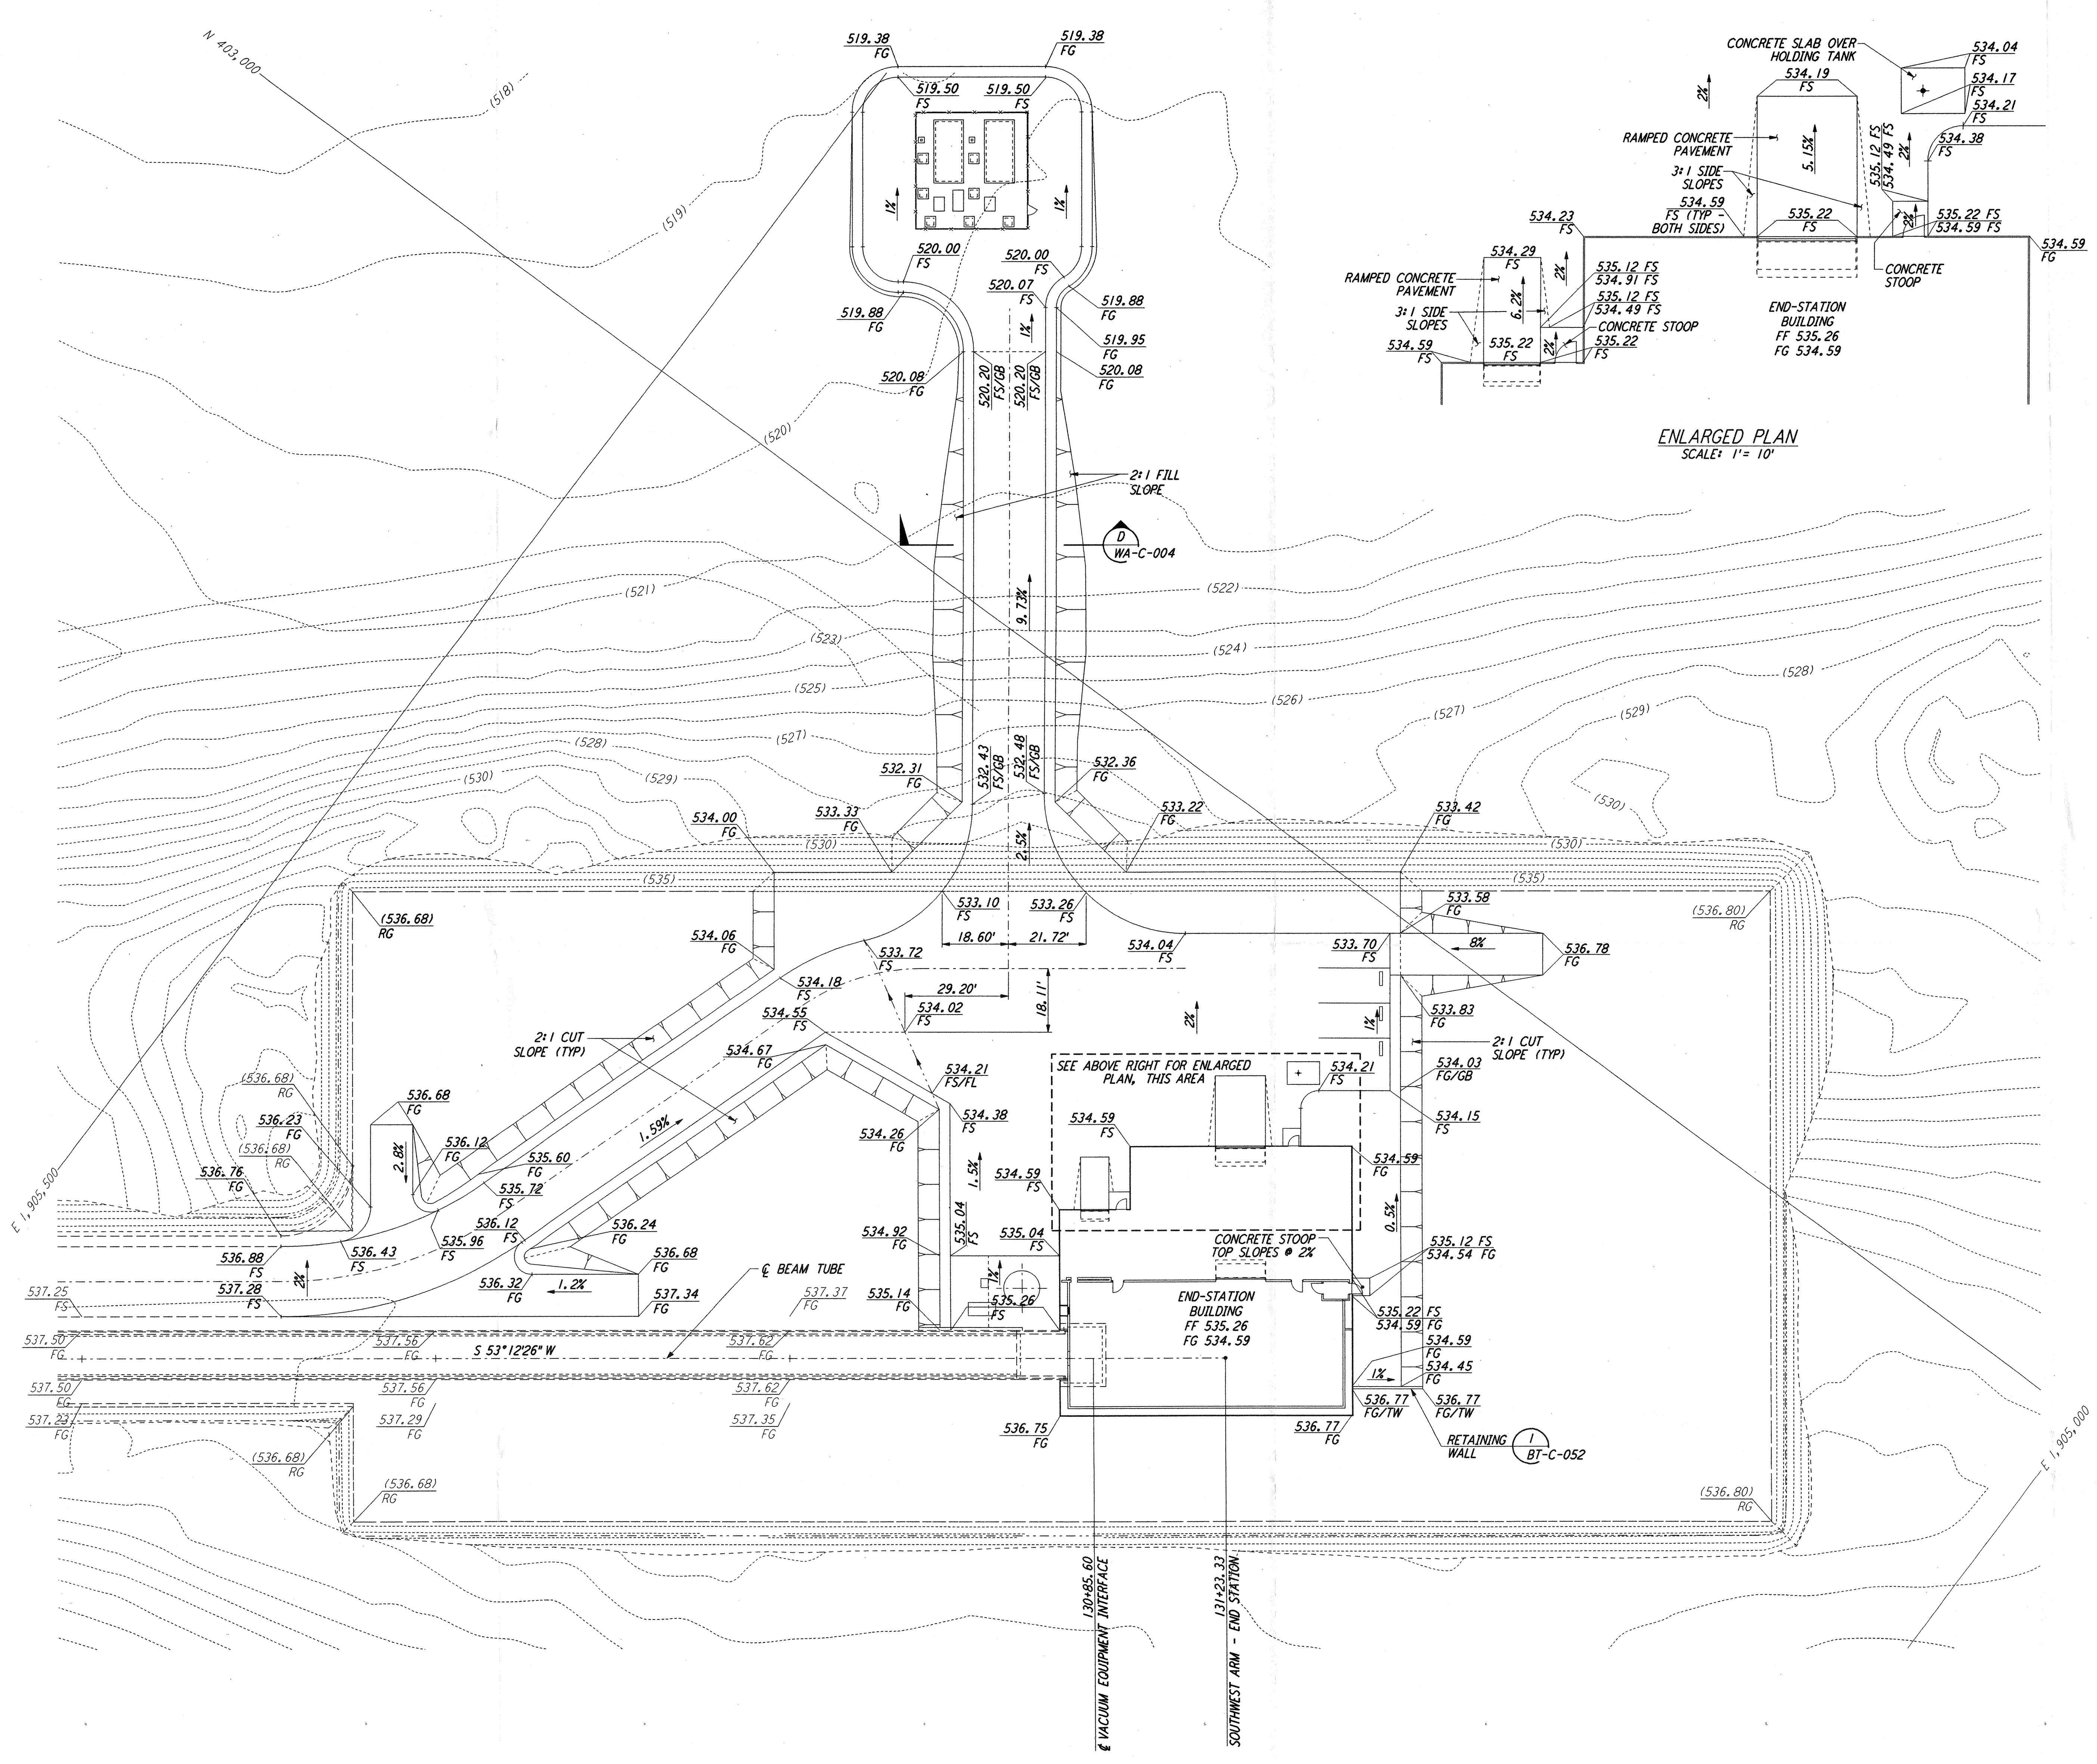 N 403,000
(518)
519.38
FG
519.38
FG
519.50
FS
519.50
FS
(519)
1%
1%
520.00
FS
520.00
FS
520.07
FS
519.88
FG
519.88
FG
1%
519.95
FG
520.08
FG
520.20
FS/GB
520.20
FS/GB
520.08
FG
(520)
2:1 FILL
SLOPE
D
WA-C-004
CONCRETE SLAB OVER
HOLDING TANK
534.04
FS
534.19
FS
534.17
FS
534.21
FS
2%
RAMPED CONCRETE
PAVEMENT
5.15%
535.12 FS
534.49 FS
2%
534.38
FS
3:1 SIDE
SLOPES
534.59
FS (TYP -
BOTH SIDES)
535.22
FS
2%
535.22 FS
534.59 FS
534.23
FS
534.59
FG
534.29
FS
2%
CONCRETE
STOOP
RAMPED CONCRETE
PAVEMENT
6.2%
535.12 FS
534.91 FS
535.12 FS
534.49 FS
3:1 SIDE
SLOPES
CONCRETE STOOP
END-STATION
BUILDING
FF 535.26
FG 534.59
534.59
FS
535.22
FS
2%
535.22
FS
ENLARGED PLAN
SCALE: 1'= 10'
(521)
9.73%
(522)
(523)
(524)
(525)
(526)
(527)
(527)
(528)
(528)
(529)
(529)
(530)
(530)
532.31
FG
532.43
FS/GB
532.48
FS/GB
532.36
FG
534.00
FG
533.33
FG
533.22
FG
533.42
FG
2.5%
(530)
(530)
(535)
(535)
(536.68)
RG
533.10
FS
533.26
FS
533.58
FG
(536.80)
RG
534.06
FG
18.60'
21.72'
533.72
FS
534.04
FS
533.70
FS
8%
536.78
FG
534.18
FS
29.20'
18.11'
534.55
FS
534.02
FS
2%
1%
533.83
FG
2:1 CUT
SLOPE (TYP)
534.67
FG
2:1 CUT
SLOPE (TYP)
SEE ABOVE RIGHT FOR ENLARGED
PLAN, THIS AREA
534.21
FS/FL
534.21
FS
534.03
FG/GB
(536.68)
RG
536.68
FG
534.38
FS
534.59
FS
534.15
FS
536.23
FG
(536.68)
RG
536.12
FG
1.59%
534.26
FG
2.8%
535.60
FG
536.76
FG
534.59
FS
534.59
FG
1.5%
535.72
FS
E 1,905,500
536.12
FS
536.24
FG
535.96
FS
536.43
FS
534.92
FG
535.04
FS
535.04
FS
0.5%
CONCRETE STOOP
TOP SLOPES @ 2%
535.12 FS
534.54 FG
536.88
FS
2%
536.68
FG
℄ BEAM TUBE
1%
536.32
FG
1.2%
537.25
FS
537.28
FS
537.34
FG
537.37
FG
535.14
FG
535.26
FS
END-STATION
BUILDING
FF 535.26
FG 534.59
535.22 FS
534.59 FG
537.50
FG
537.56
FG
S 53°12'26" W
537.62
FG
534.59
FG
534.45
FG
1%
537.50
FG
537.56
FG
537.62
FG
536.77
FG/TW
536.77
FG/TW
537.23
FG
537.29
FG
537.35
FG
536.75
FG
536.77
FG
RETAINING
WALL
1
BT-C-052
(536.68)
RG
(536.68)
RG
(536.80)
RG
E 1,905,000
130+85.60
℄ VACUUM EQUIPMENT INTERFACE
131+23.33
SOUTHWEST ARM - END STATION